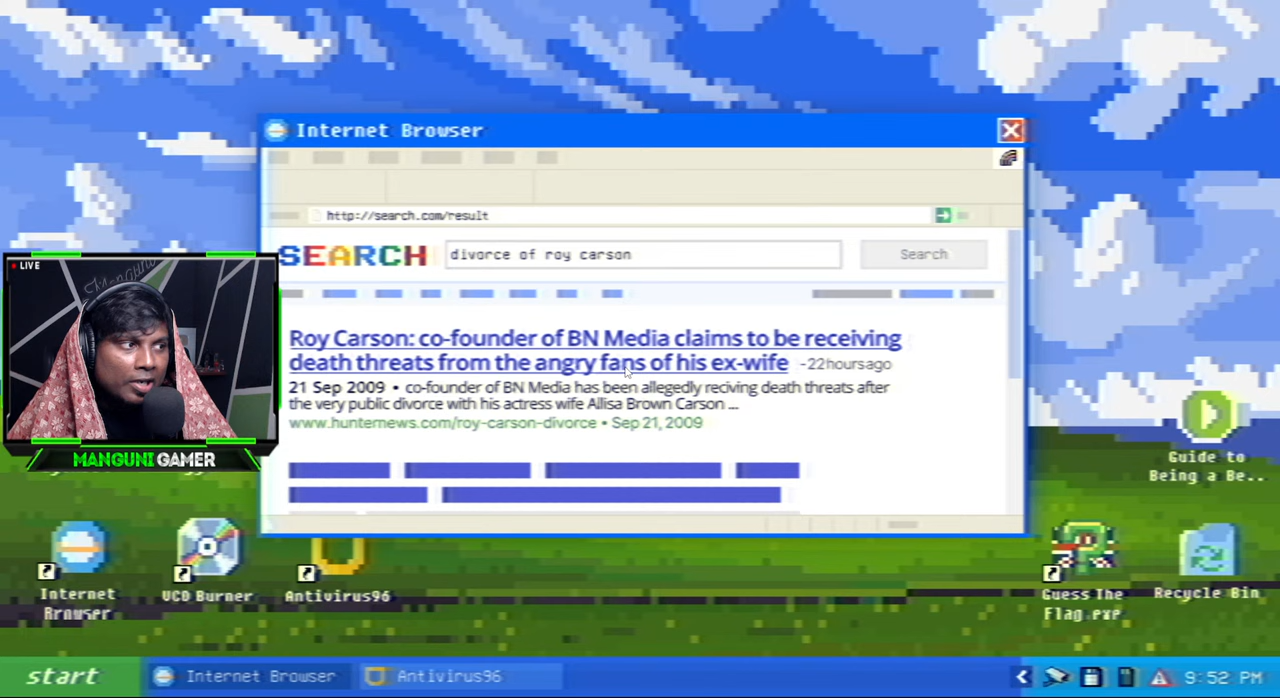 Internet Browser
http://search.com/result
SEARCH
divorce of roy carson
Search
Roy Carson: co-founder of BN Media claims to be receiving
death threats from the angry fans of his ex-wife -22hoursago
21 Sep 2009 • co-founder of BN Media has been allegedly reciving death threats after
the very public divorce with his actress wife Allisa Brown Carson ...
www.hunternews.com/roy-carson-divorce • Sep 21, 2009
LIVE
MANGUNI GAMER
Guide to
Being a Be..
Internet
Browser
VCD Burner
Antivirus96
Guess The
Flag.exe
Recycle Bin
start
Internet Browser
Antivirus96
9:52 PM